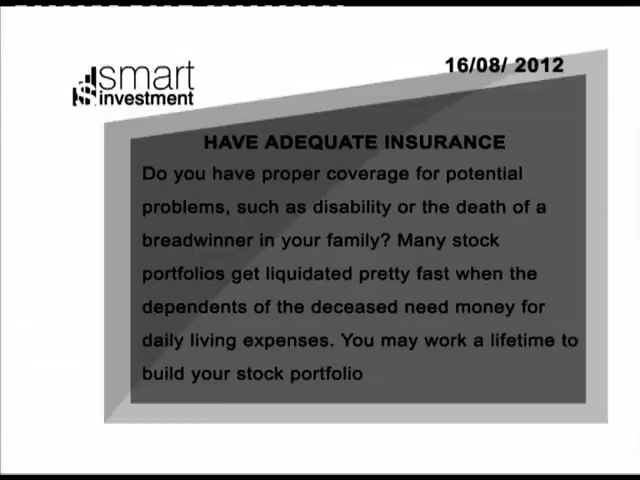 smart
investment
16/08/ 2012
HAVE ADEQUATE INSURANCE
Do you have proper coverage for potential
problems, such as disability or the death of a
breadwinner in your family? Many stock
portfolios get liquidated pretty fast when the
dependents of the deceased need money for
daily living expenses. You may work a lifetime to
build your stock portfolio